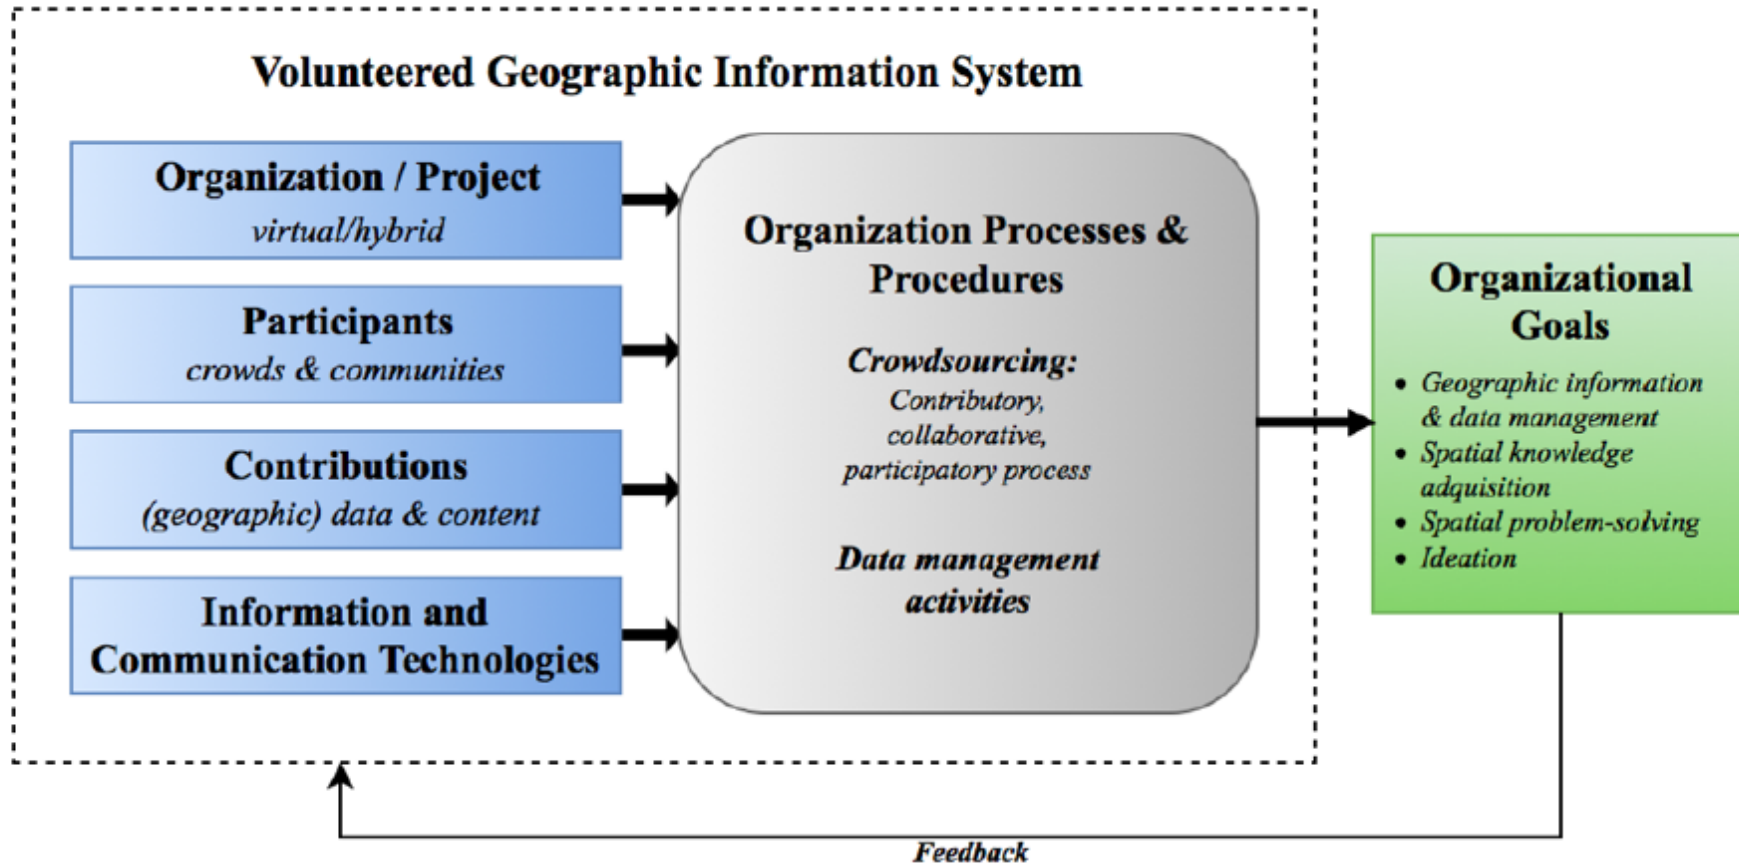 Volunteered Geographic Information System
Organization / Project
virtual/hybrid
Participants
crowds & communities
Contributions
(geographic) data & content
Information and
Communication Technologies
Organization Processes &
Procedures
Crowdsourcing:
Contributory,
collaborative,
participatory process
Data management
activities
Organizational
Goals
• Geographic information
& data management
• Spatial knowledge
adquisition
• Spatial problem-solving
• Ideation
Feedback